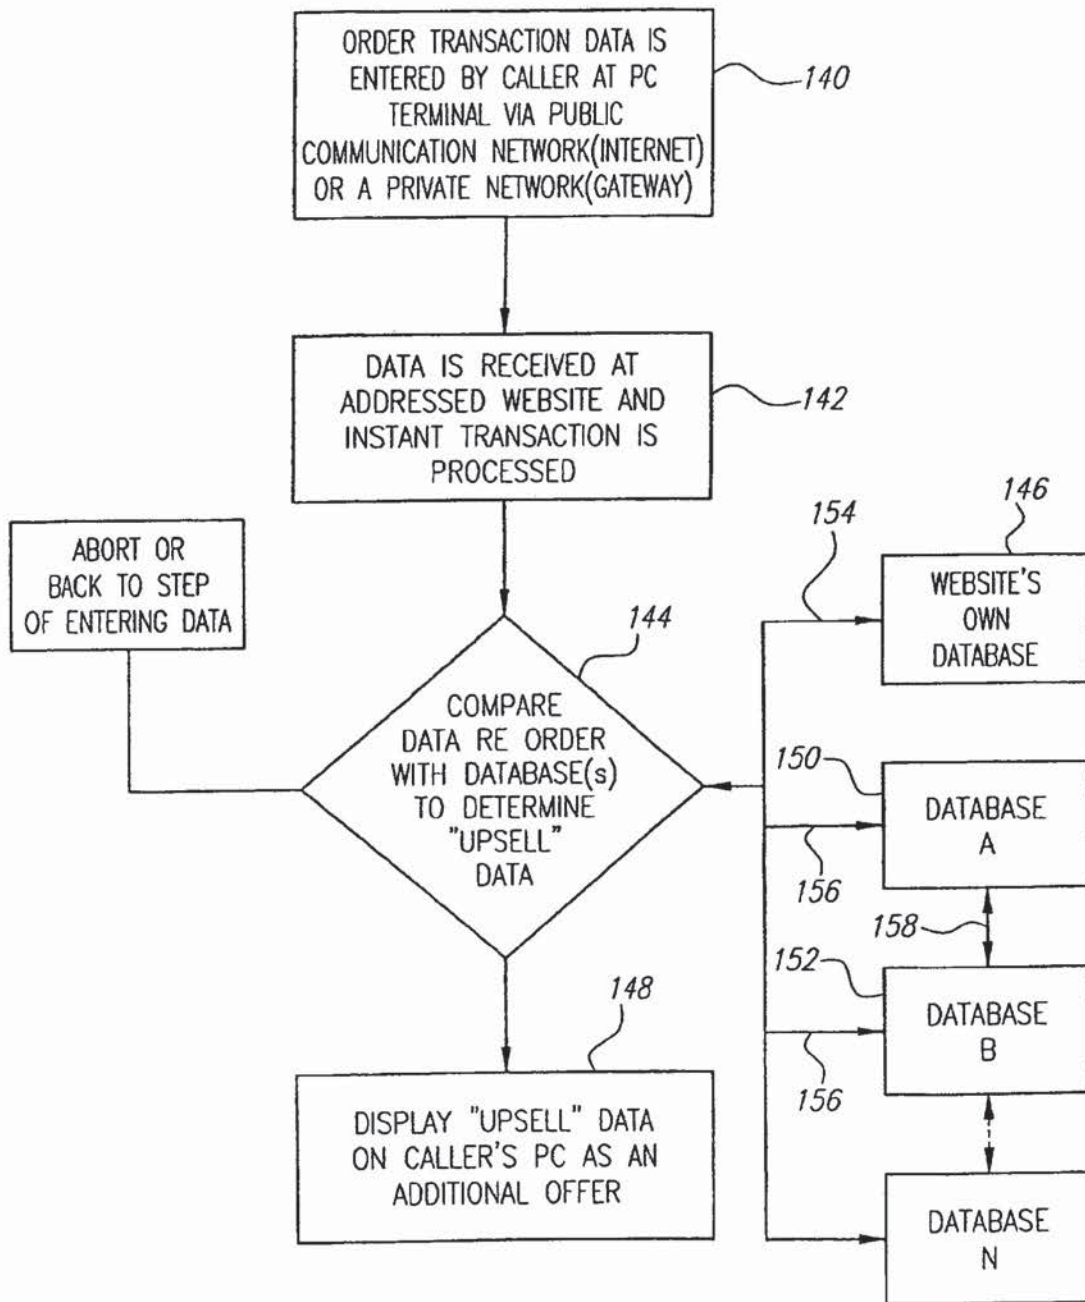 ORDER TRANSACTION DATA IS
ENTERED BY CALLER AT PC
TERMINAL VIA PUBLIC
COMMUNICATION NETWORK(INTERNET)
OR A PRIVATE NETWORK(GATEWAY)
140
DATA IS RECEIVED AT
ADDRESSED WEBSITE AND
INSTANT TRANSACTION IS
PROCESSED
142
ABORT OR
BACK TO STEP
OF ENTERING DATA
144
COMPARE
DATA RE ORDER
WITH DATABASE(s)
TO DETERMINE
"UPSELL"
DATA
154
146
WEBSITE'S
OWN
DATABASE
150
DATABASE
A
156
158
152
DATABASE
B
156
148
DISPLAY "UPSELL" DATA
ON CALLER'S PC AS AN
ADDITIONAL OFFER
DATABASE
N